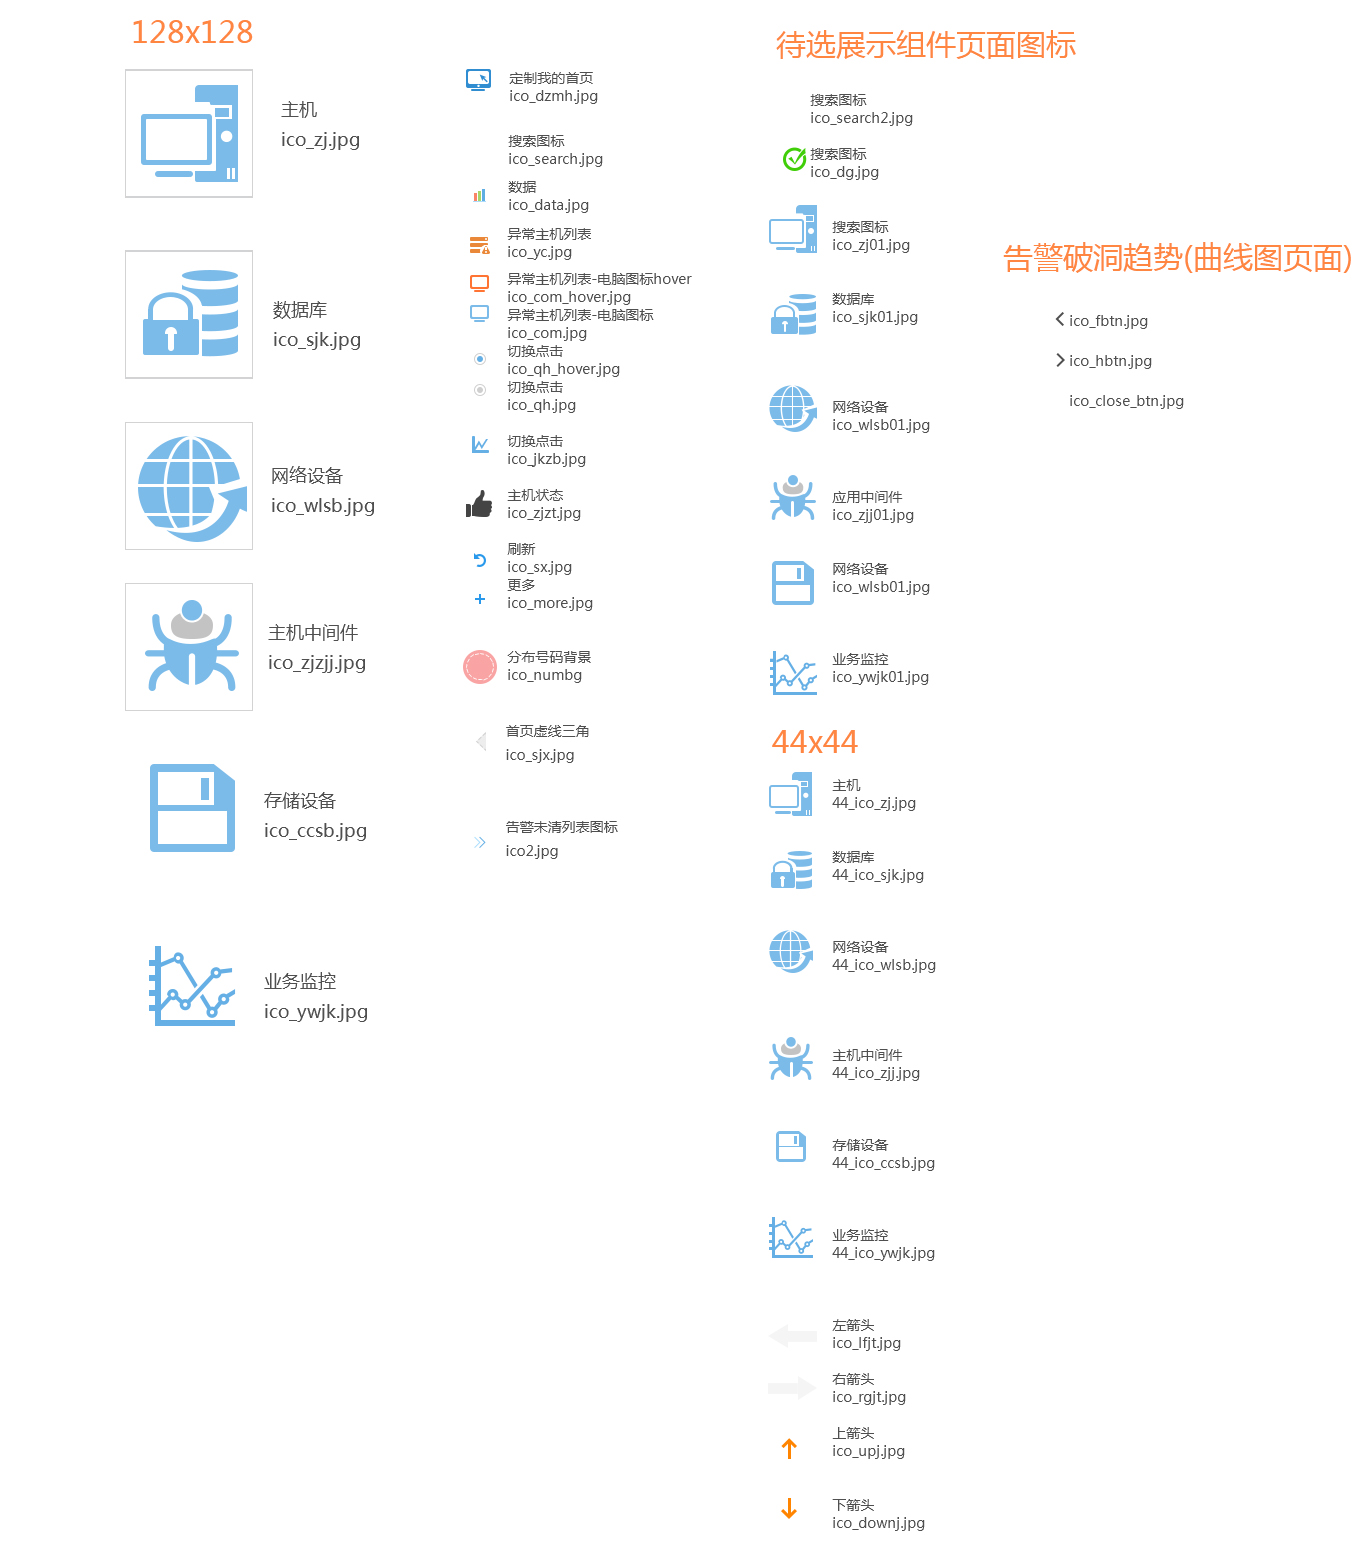 128x128
主机
ico_zj.jpg
数据库
ico_sjk.jpg
网络设备
ico_wlsb.jpg
主机中间件
ico_zjzjj.jpg
存储设备
ico_ccsb.jpg
业务监控
ico_ywjk.jpg
定制我的首页
ico_dzmh.jpg
搜索图标
ico_search.jpg
数据
ico_data.jpg
异常主机列表
ico_yc.jpg
异常主机列表-电脑图标hover
ico_com_hover.jpg
异常主机列表-电脑图标
ico_com.jpg
切换点击
ico_qh_hover.jpg
切换点击
ico_qh.jpg
切换点击
ico_jkzb.jpg
主机状态
ico_zjzt.jpg
刷新
ico_sx.jpg
更多
ico_more.jpg
分布号码背景
ico_numbg
首页虚线三角
ico_sjx.jpg
告警未清列表图标
ico2.jpg
待选展示组件页面图标
搜索图标
ico_search2.jpg
搜索图标
ico_dg.jpg
搜索图标
ico_zj01.jpg
数据库
ico_sjk01.jpg
网络设备
ico_wlsb01.jpg
应用中间件
ico_zjj01.jpg
网络设备
ico_wlsb01.jpg
业务监控
ico_ywjk01.jpg
44x44
主机
44_ico_zj.jpg
数据库
44_ico_sjk.jpg
网络设备
44_ico_wlsb.jpg
主机中间件
44_ico_zjj.jpg
存储设备
44_ico_ccsb.jpg
业务监控
44_ico_ywjk.jpg
左箭头
ico_lfjt.jpg
右箭头
ico_rgjt.jpg
上箭头
ico_upj.jpg
下箭头
ico_downj.jpg
告警破洞趋势(曲线图页面)
ico_fbtn.jpg
ico_hbtn.jpg
ico_close_btn.jpg